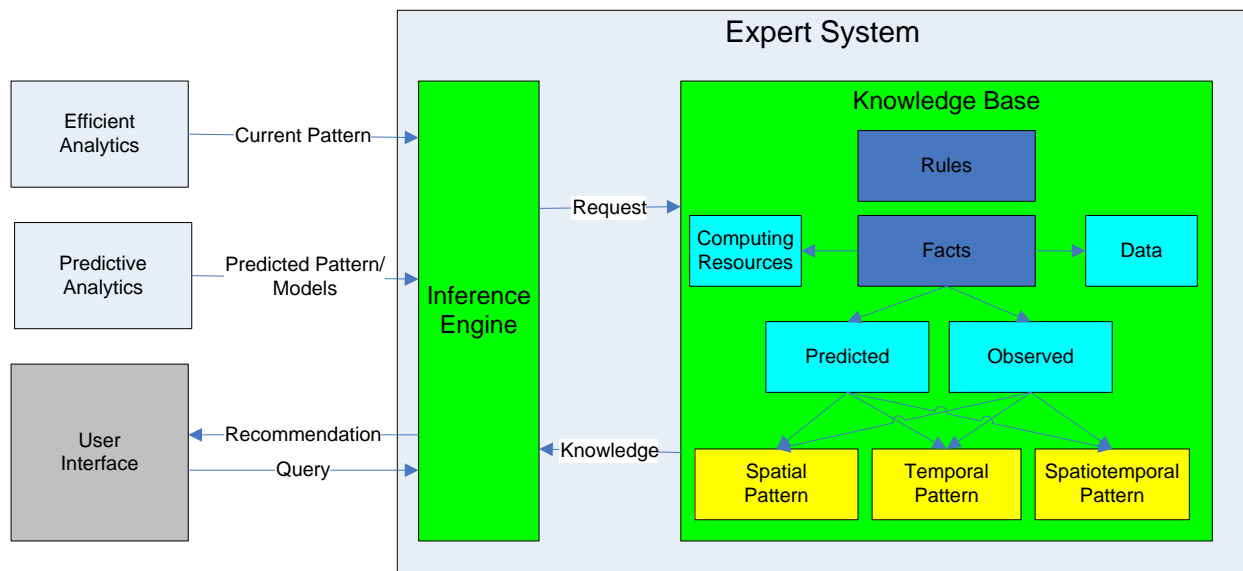 Expert System
Efficient
Analytics
Current Pattern
Predictive
Analytics
Predicted Pattern/
Models
User
Interface
Recommendation
Query
Inference
Engine
Request
Knowledge
Knowledge Base
Rules
Computing
Resources
Facts
Data
Predicted
Observed
Spatial
Pattern
Temporal
Pattern
Spatiotemporal
Pattern